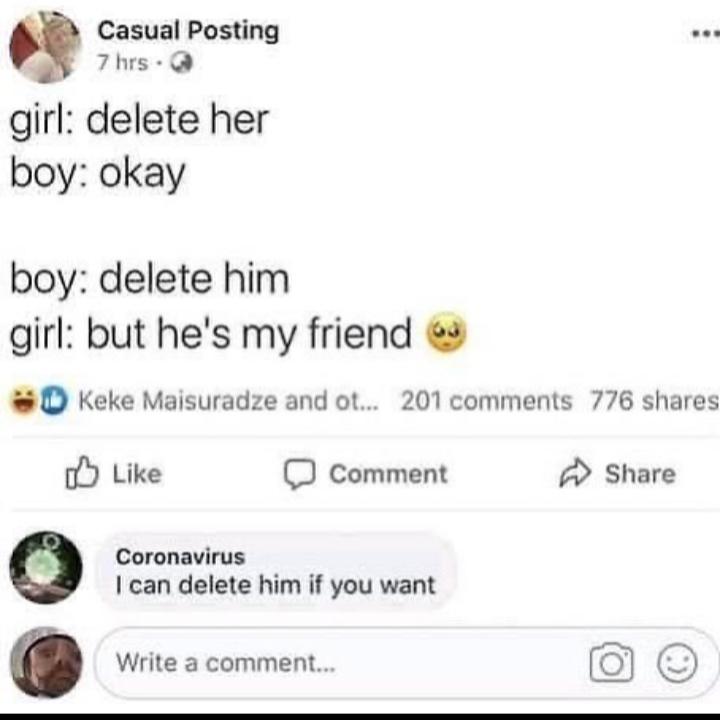 Casual Posting
7 hrs ·
girl: delete her
boy: okay
boy: delete him
girl: but he's my friend 🥺
Keke Maisuradze and ot... 201 comments 776 shares
Like Comment Share
Coronavirus
I can delete him if you want
Write a comment...